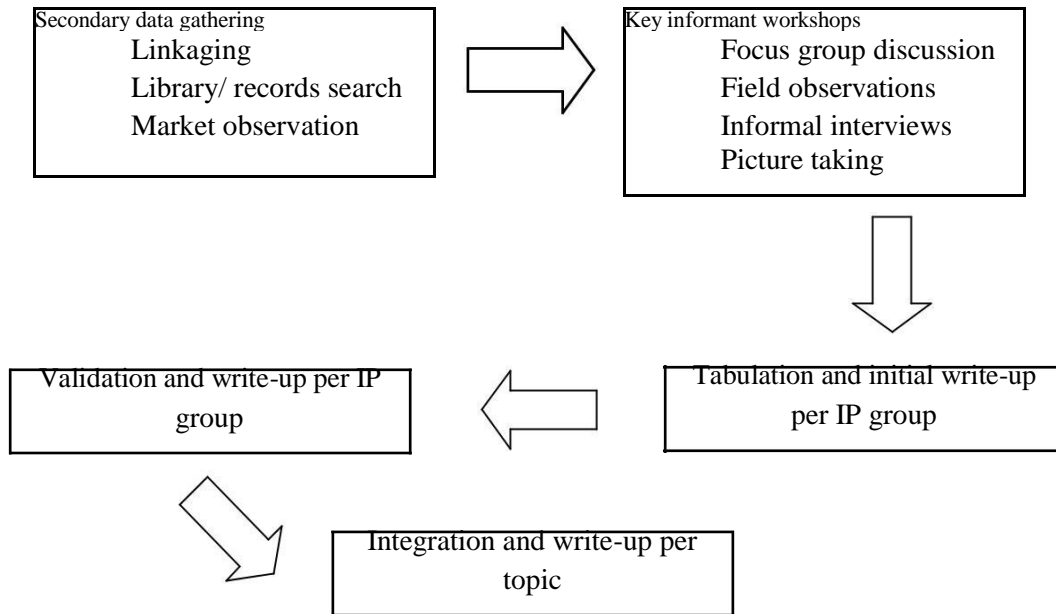 Secondary data gathering
Linkaging
Library/ records search
Market observation
Key informant workshops
Focus group discussion
Field observations
Informal interviews
Picture taking
Tabulation and initial write-up
per IP group
Validation and write-up per IP
group
Integration and write-up per
topic